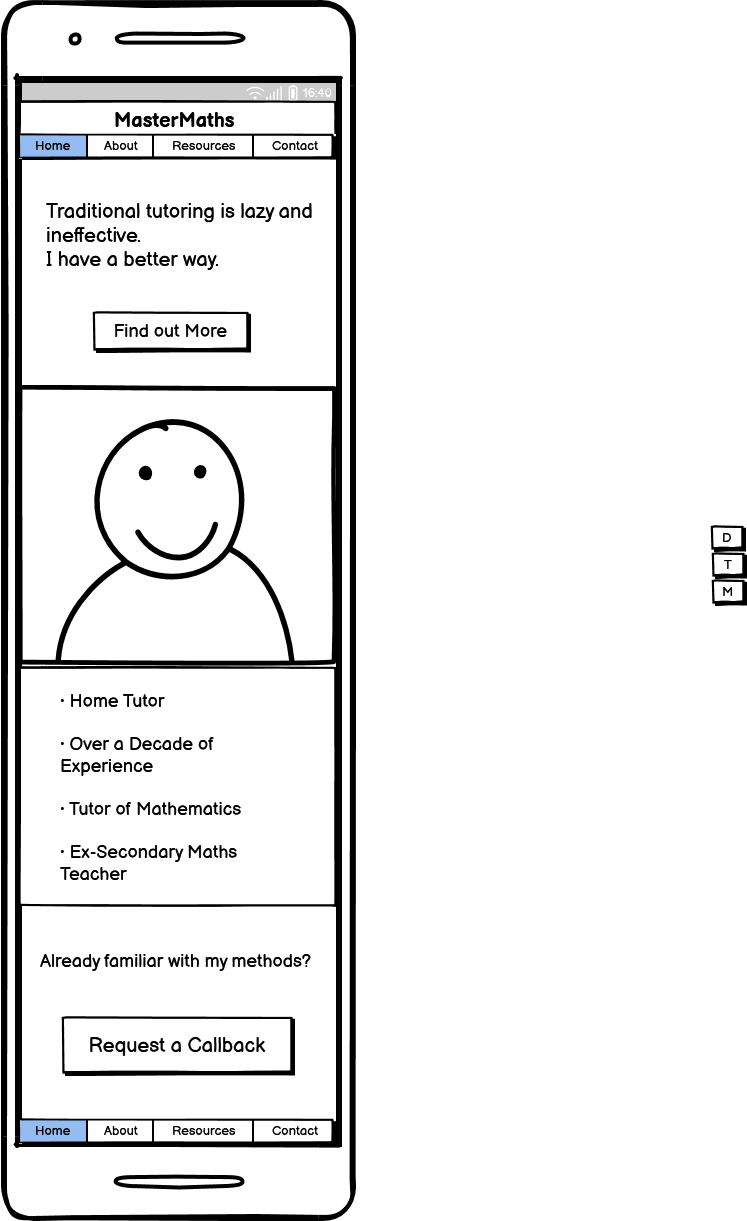 16:40
MasterMaths
Home About Resources Contact
Traditional tutoring is lazy and
ineffective.
I have a better way.
Find out More
D
T
M
· Home Tutor
· Over a Decade of
Experience
· Tutor of Mathematics
· Ex-Secondary Maths
Teacher
Already familiar with my methods?
Request a Callback
Home About Resources Contact